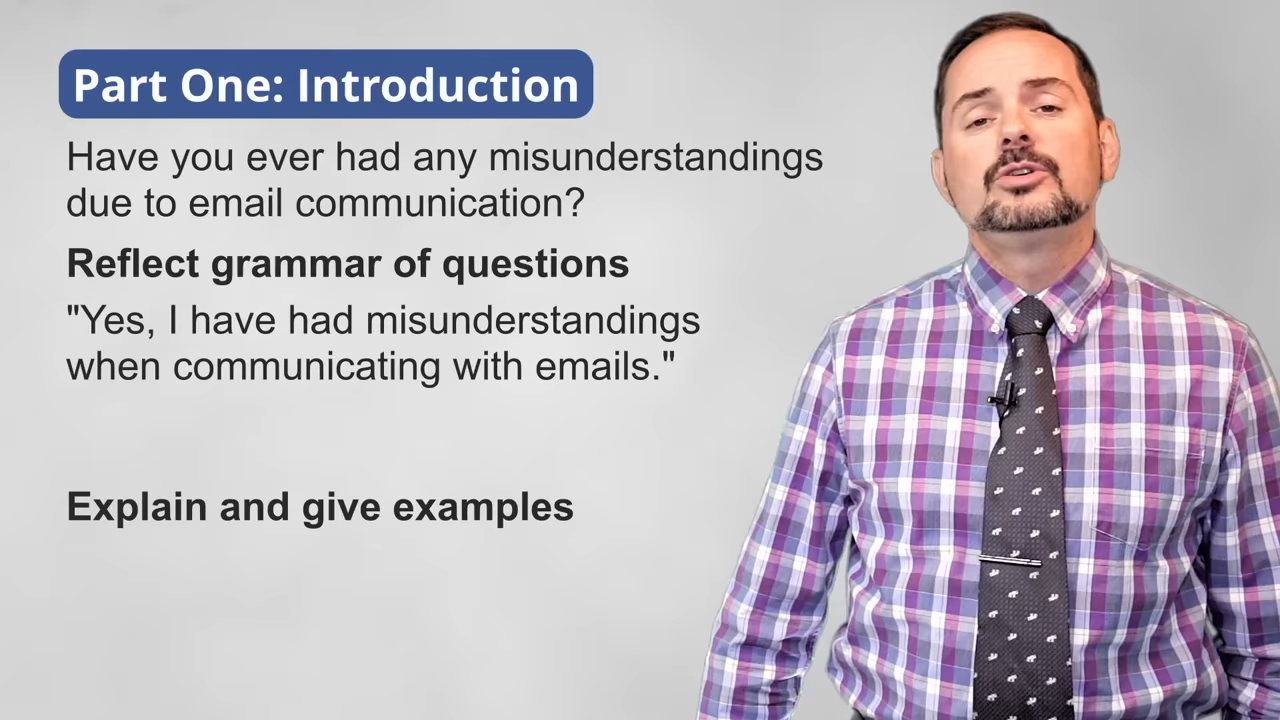 Part One: Introduction
Have you ever had any misunderstandings
due to email communication?
Reflect grammar of questions
"Yes, I have had misunderstandings
when communicating with emails."
Explain and give examples